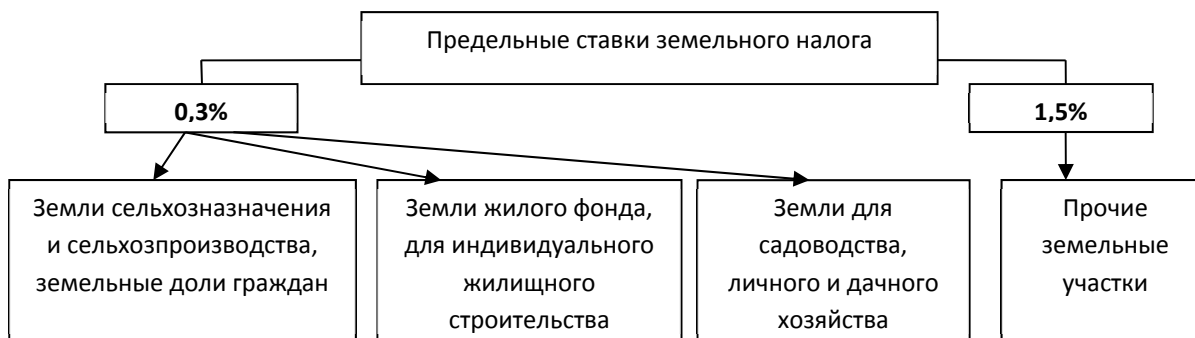 Предельные ставки земельного налога
0,3%
1,5%
Земли сельхозназначения
и сельхозпроизводства,
земельные доли граждан
Земли жилого фонда,
для индивидуального
жилищного
строительства
Земли для
садоводства,
личного и дачного
хозяйства
Прочие
земельные
участки